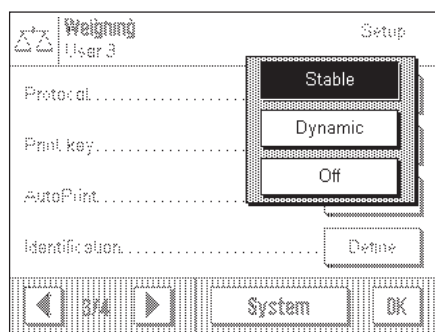 Weighing
User 3
Setup
Stable
Dynamic
Off
Protocol
Print key
AutoPrint
Identification
Define
3/4
System
OK